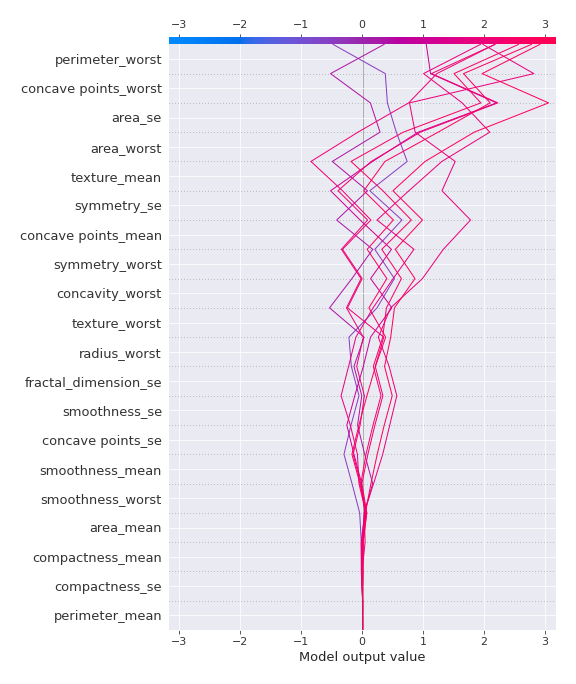 −3 −2 −1 0 1 2 3
perimeter_worst
concave points_worst
area_se
area_worst
texture_mean
symmetry_se
concave points_mean
symmetry_worst
concavity_worst
texture_worst
radius_worst
fractal_dimension_se
smoothness_se
concave points_se
smoothness_mean
smoothness_worst
area_mean
compactness_mean
compactness_se
perimeter_mean
−3 −2 −1 0 1 2 3
Model output value